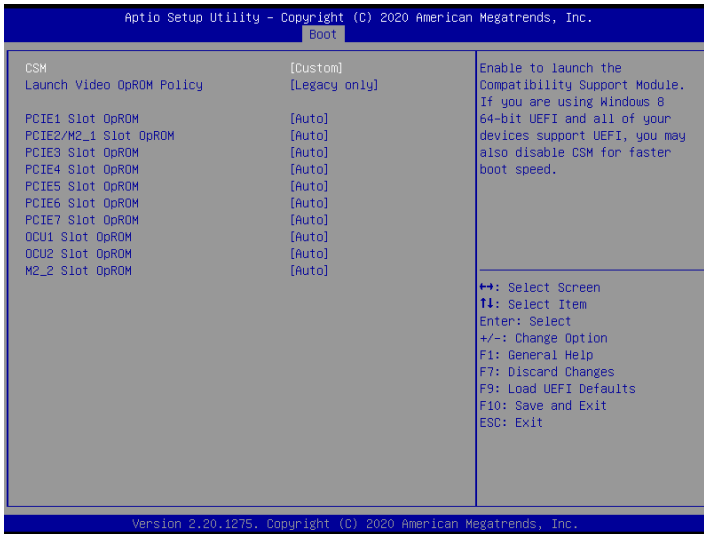 Aptio Setup Utility – Copyright (C) 2020 American Megatrends, Inc.
Boot
CSM [Custom]
Launch Video OpROM Policy [Legacy only]
PCIE1 Slot OpROM [Auto]
PCIE2/M2_1 Slot OpROM [Auto]
PCIE3 Slot OpROM [Auto]
PCIE4 Slot OpROM [Auto]
PCIE5 Slot OpROM [Auto]
PCIE6 Slot OpROM [Auto]
PCIE7 Slot OpROM [Auto]
OCU1 Slot OpROM [Auto]
OCU2 Slot OpROM [Auto]
M2_2 Slot OpROM [Auto]
Enable to launch the
Compatibility Support Module.
If you are using Windows 8
64-bit UEFI and all of your
devices support UEFI, you may
also disable CSM for faster
boot speed.
↔: Select Screen
↑↓: Select Item
Enter: Select
+/-: Change Option
F1: General Help
F7: Discard Changes
F9: Load UEFI Defaults
F10: Save and Exit
ESC: Exit
Version 2.20.1275. Copyright (C) 2020 American Megatrends, Inc.